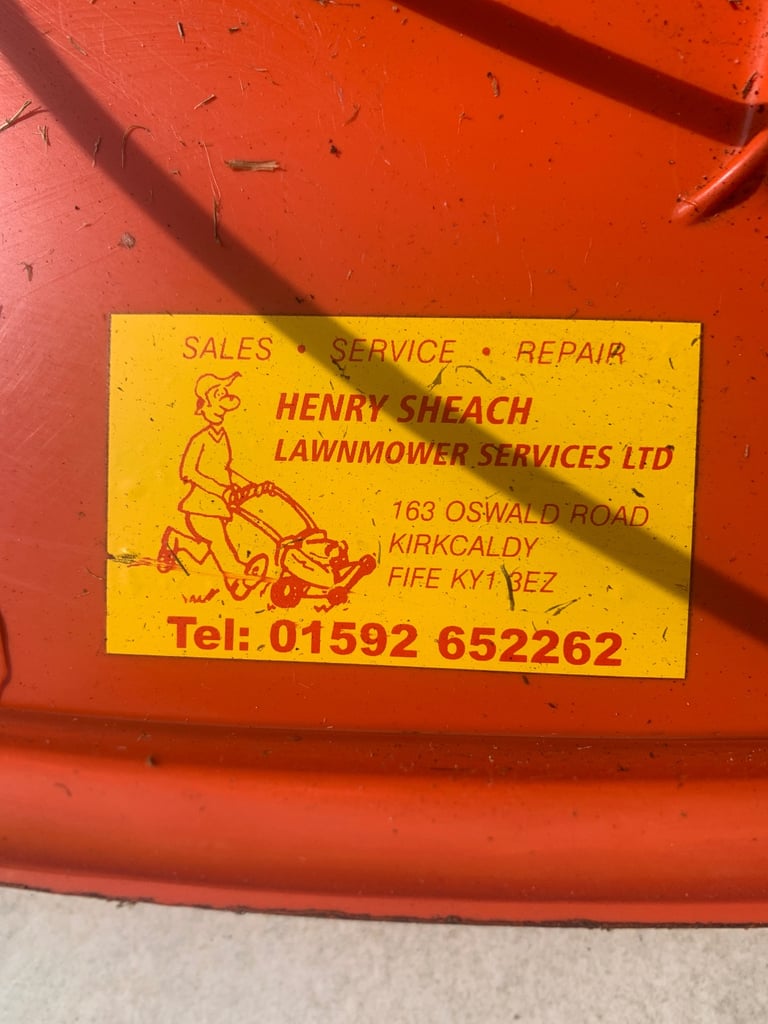 SALES • SERVICE • REPAIR
HENRY SHEACH
LAWNMOWER SERVICES LTD
163 OSWALD ROAD
KIRKCALDY
FIFE KY1 3EZ
Tel: 01592 652262